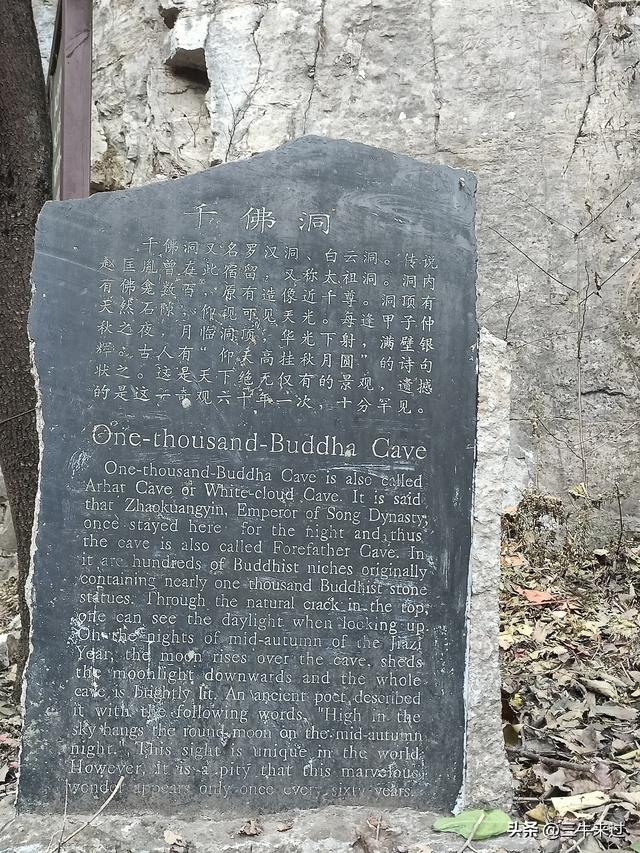 千佛洞
千佛洞又名罗汉洞、白云洞。传说
赵匡胤曾在此宿留，又称太祖洞。洞内
有佛龛数百，原有造像近千尊。洞顶有
天然石隙，仰视可见天光。每逢甲子仲
秋之夜，月临洞顶，华光下射，满壁银
辉。古人有“仰天高挂秋月圆”的诗句
状之。这是天下绝无仅有的景观，遗憾
的是这一奇观六十年一次，十分罕见。
One-thousand-Buddha Cave
One-thousand-Buddha Cave is also called
Arhat Cave or White-cloud Cave. It is said
that Zhaokuangyin, Emperor of Song Dynasty,
once stayed here for the night and thus
the cave is also called Forefather Cave. In
it are hundreds of Buddhist niches originally
containing nearly one thousand Buddhist stone
statues. Through the natural crack in the top,
one can see the daylight when looking up.
On the nights of mid-autumn of the Jiazi
Year, the moon rises over the cave, sheds
the moonlight downwards and the whole
cave is brightly lit. An ancient poet described
it with the following words, "High in the
sky hangs the round moon on the mid-autumn
night.". This sight is unique in the world.
However, it is a pity that this marvelous
wonder appears only once every sixty years.
头条 @三牛来过